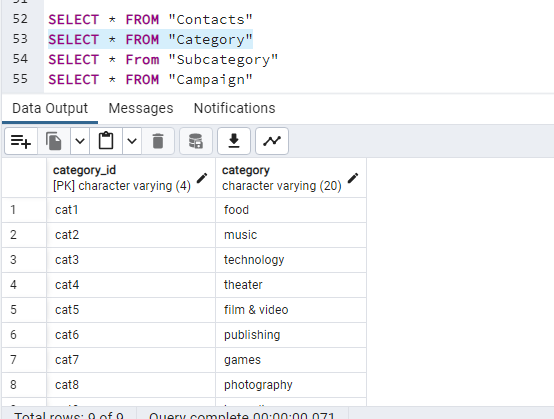 52 SELECT * FROM "Contacts"
53 SELECT * FROM "Category"
54 SELECT * From "Subcategory"
55 SELECT * FROM "Campaign"
Data Output Messages Notifications
category_id category
[PK] character varying (4) character varying (20)
1 cat1 food
2 cat2 music
3 cat3 technology
4 cat4 theater
5 cat5 film & video
6 cat6 publishing
7 cat7 games
8 cat8 photography
Total rows: 9 of 9 Query complete 00:00:00.071